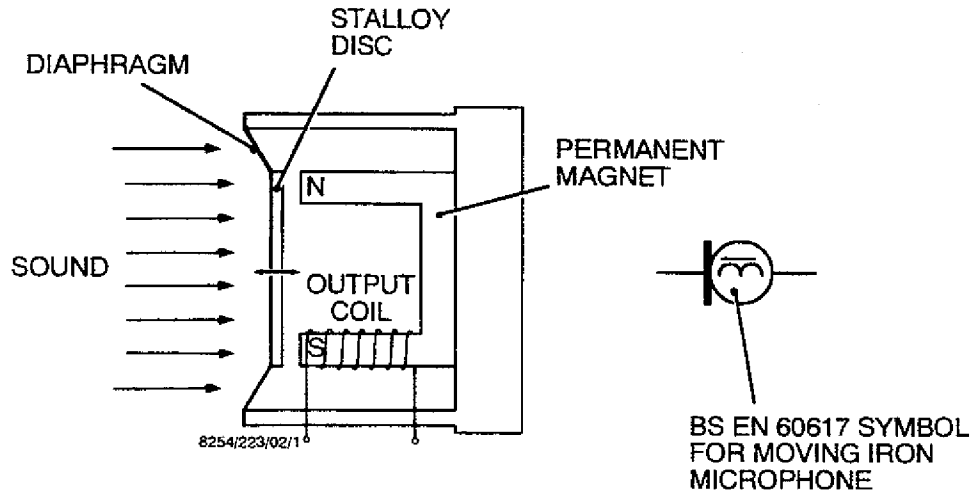 STALLOY
DISC
DIAPHRAGM
PERMANENT
MAGNET
N
SOUND
OUTPUT
COIL
S
8254/223/02/1
BS EN 60617 SYMBOL
FOR MOVING IRON
MICROPHONE